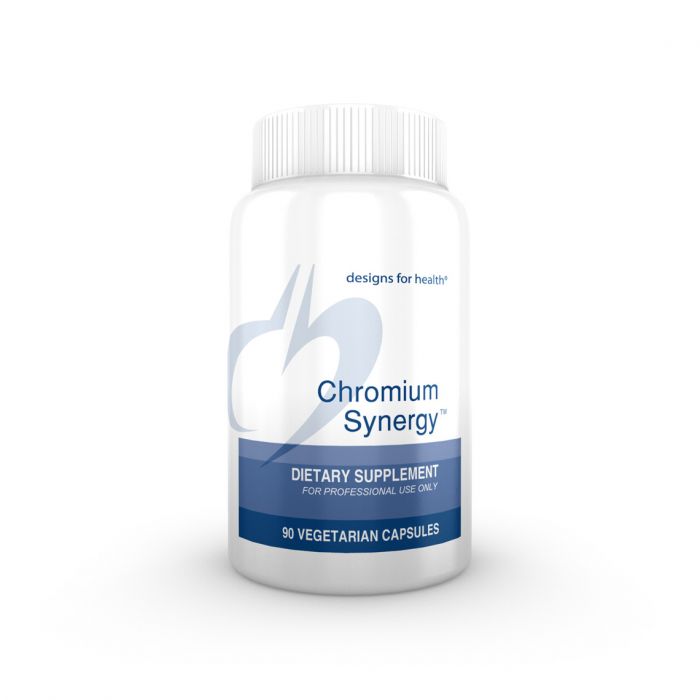 designs for health®
Chromium
Synergy™
DIETARY SUPPLEMENT
FOR PROFESSIONAL USE ONLY
90 VEGETARIAN CAPSULES